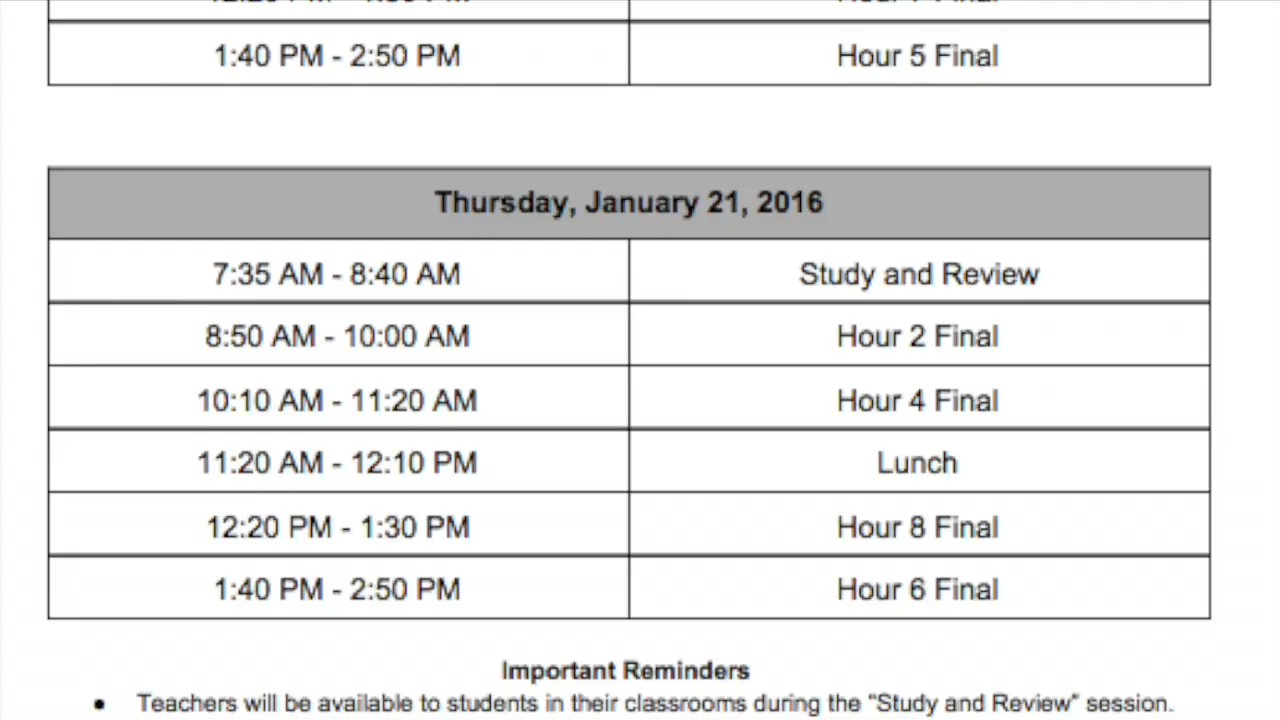 1:40 PM - 2:50 PM Hour 5 Final
Thursday, January 21, 2016
7:35 AM - 8:40 AM Study and Review
8:50 AM - 10:00 AM Hour 2 Final
10:10 AM - 11:20 AM Hour 4 Final
11:20 AM - 12:10 PM Lunch
12:20 PM - 1:30 PM Hour 8 Final
1:40 PM - 2:50 PM Hour 6 Final
Important Reminders
● Teachers will be available to students in their classrooms during the "Study and Review" session.